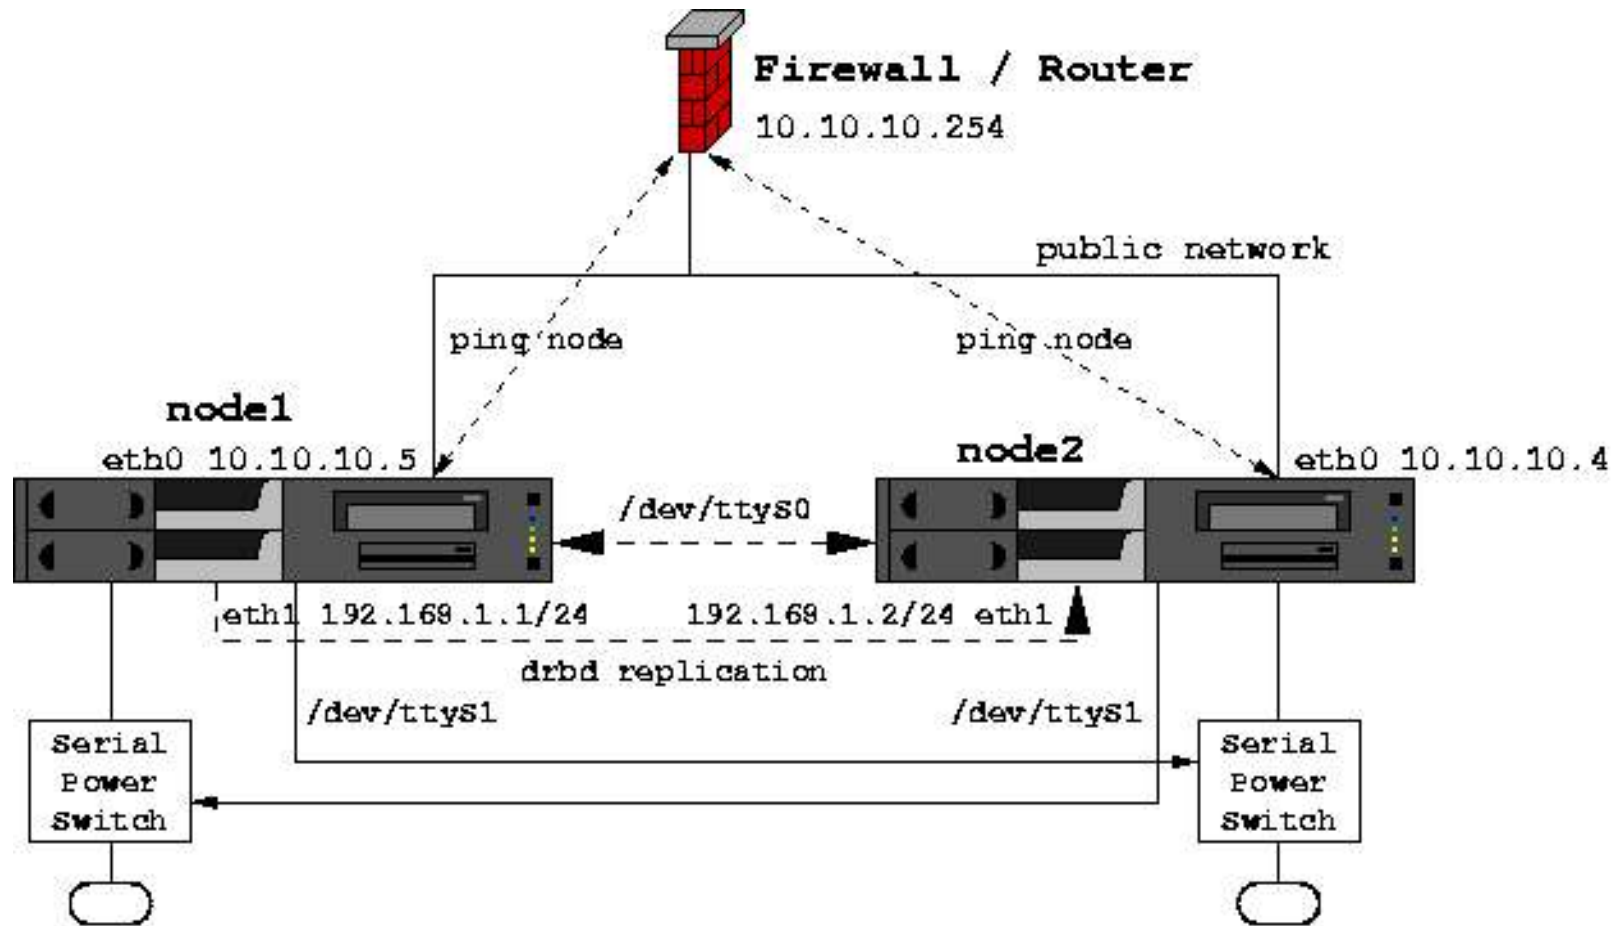 Firewall / Router
10.10.10.254
public network
ping node
ping node
node1
node2
eth0 10.10.10.5
eth0 10.10.10.4
/dev/ttyS0
eth1 192.168.1.1/24
192.168.1.2/24 eth1
drbd replication
/dev/ttyS1
/dev/ttyS1
Serial
Power
Switch
Serial
Power
Switch